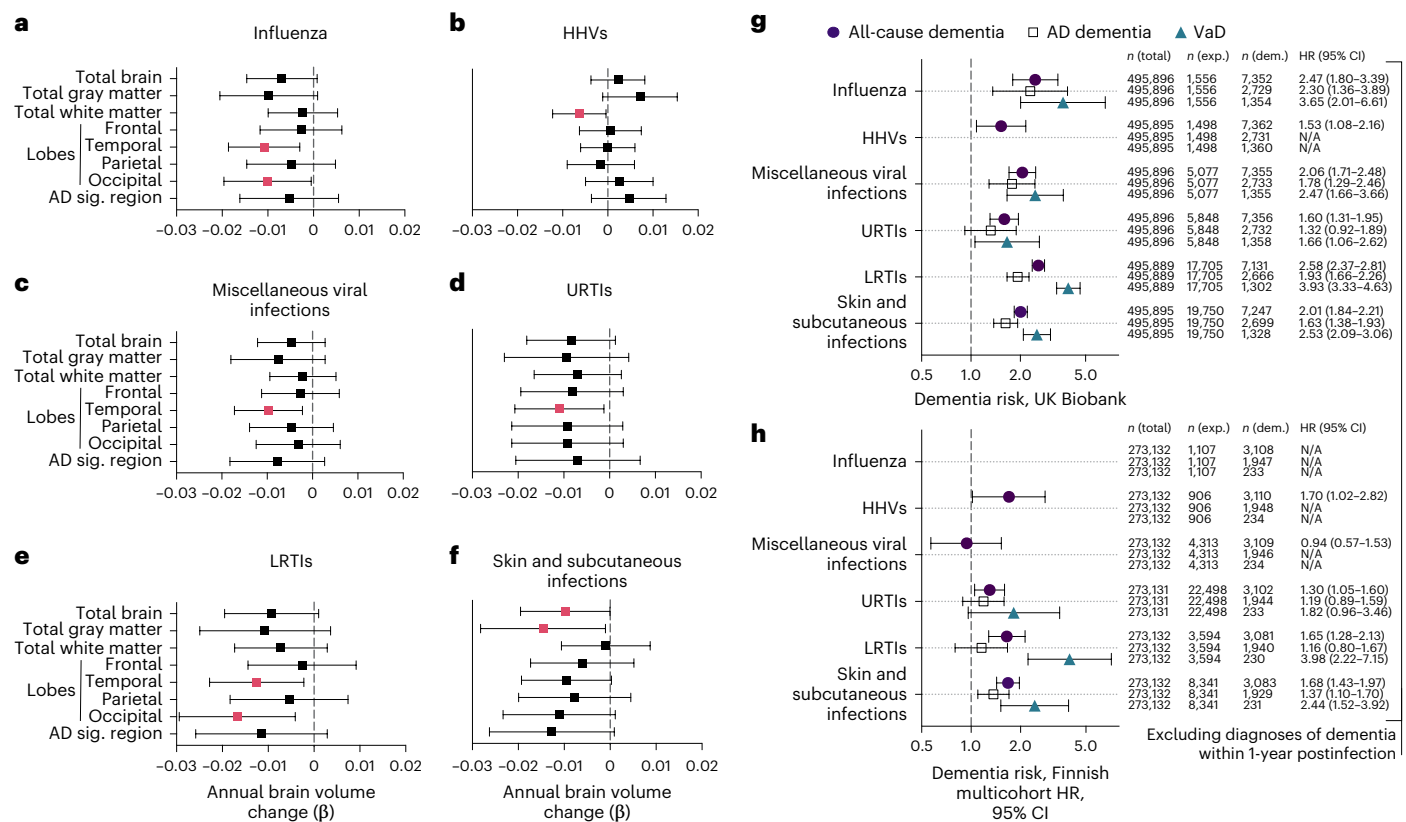 a
Influenza
Total brain
Total gray matter
Total white matter
Frontal
Temporal
Parietal
Occipital
AD sig. region
Lobes
−0.03 −0.02 −0.01 0 0.01 0.02
b
HHVs
−0.03 −0.02 −0.01 0 0.01 0.02
c
Miscellaneous viral
infections
Total brain
Total gray matter
Total white matter
Frontal
Temporal
Parietal
Occipital
AD sig. region
Lobes
−0.03 −0.02 −0.01 0 0.01 0.02
d
URTIs
−0.03 −0.02 −0.01 0 0.01 0.02
e
LRTIs
Total brain
Total gray matter
Total white matter
Frontal
Temporal
Parietal
Occipital
AD sig. region
Lobes
−0.03 −0.02 −0.01 0 0.01 0.02
Annual brain volume
change (β)
f
Skin and subcutaneous
infections
−0.03 −0.02 −0.01 0 0.01 0.02
Annual brain volume
change (β)
g
All-cause dementia AD dementia VaD
n (total) n (exp.) n (dem.) HR (95% CI)
Influenza
495,896 1,556 7,352 2.47 (1.80–3.39)
495,896 1,556 2,729 2.30 (1.36–3.89)
495,896 1,556 1,354 3.65 (2.01–6.61)
HHVs
495,895 1,498 7,362 1.53 (1.08–2.16)
495,895 1,498 2,731 N/A
495,895 1,498 1,360 N/A
Miscellaneous viral
infections
495,896 5,077 7,355 2.06 (1.71–2.48)
495,896 5,077 2,733 1.78 (1.29–2.46)
495,896 5,077 1,355 2.47 (1.66–3.66)
URTIs
495,896 5,848 7,356 1.60 (1.31–1.95)
495,896 5,848 2,732 1.32 (0.92–1.89)
495,896 5,848 1,358 1.66 (1.06–2.62)
LRTIs
495,889 17,705 7,131 2.58 (2.37–2.81)
495,889 17,705 2,666 1.93 (1.66–2.26)
495,889 17,705 1,302 3.93 (3.33–4.63)
Skin and
subcutaneous
infections
495,895 19,750 7,247 2.01 (1.84–2.21)
495,895 19,750 2,699 1.63 (1.38–1.93)
495,895 19,750 1,328 2.53 (2.09–3.06)
0.5 1.0 2.0 5.0
Dementia risk, UK Biobank
h
n (total) n (exp.) n (dem.) HR (95% CI)
Influenza
273,132 1,107 3,108 N/A
273,132 1,107 1,947 N/A
273,132 1,107 233 N/A
HHVs
273,132 906 3,110 1.70 (1.02–2.82)
273,132 906 1,948 N/A
273,132 906 234 N/A
Miscellaneous viral
infections
273,132 4,313 3,109 0.94 (0.57–1.53)
273,132 4,313 1,946 N/A
273,132 4,313 234 N/A
URTIs
273,131 22,498 3,102 1.30 (1.05–1.60)
273,131 22,498 1,944 1.19 (0.89–1.59)
273,131 22,498 233 1.82 (0.96–3.46)
LRTIs
273,132 3,594 3,081 1.65 (1.28–2.13)
273,132 3,594 1,940 1.16 (0.80–1.67)
273,132 3,594 230 3.98 (2.22–7.15)
Skin and
subcutaneous
infections
273,132 8,341 3,083 1.68 (1.43–1.97)
273,132 8,341 1,929 1.37 (1.10–1.70)
273,132 8,341 231 2.44 (1.52–3.92)
0.5 1.0 2.0 5.0
Dementia risk, Finnish
multicohort HR,
95% CI
Excluding diagnoses of dementia
within 1-year postinfection